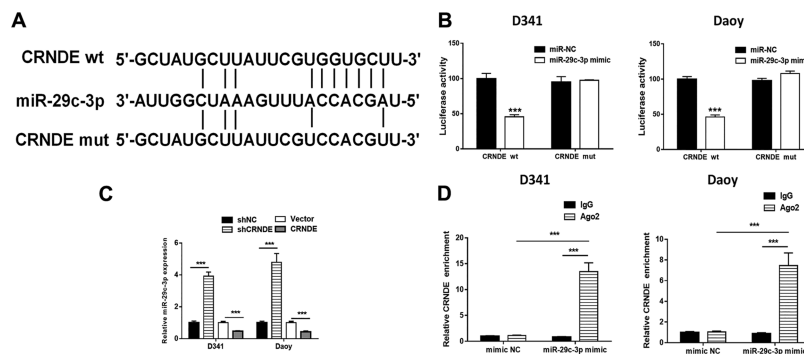 A
CRNDE wt 5'-GCUAUGCUUAUUCGUGGUGCUU-3'
miR-29c-3p 3'-AUUGGCUAAAGUUUACCACGAU-5'
CRNDE mut 5'-GCUAUGCUUAUUCGUCCACGUU-3'
B
D341
miR-NC
miR-29c-3p mimic
Luciferase activity
150
100
50
0
***
CRNDE wt CRNDE mut
Daoy
miR-NC
miR-29c-3p mimic
Luciferase activity
150
100
50
0
***
CRNDE wt CRNDE mut
C
shNC Vector
shCRNDE CRNDE
Relative miR-29c-3p expression
6
4
2
0
*** *** *** ***
D341 Daoy
D
D341
IgG
Ago2
Relative CRNDE enrichment
20
15
10
5
0
***
***
mimic NC miR-29c-3p mimic
Daoy
IgG
Ago2
Relative CRNDE enrichment
10
8
6
4
2
0
***
***
mimic NC miR-29c-3p mimic